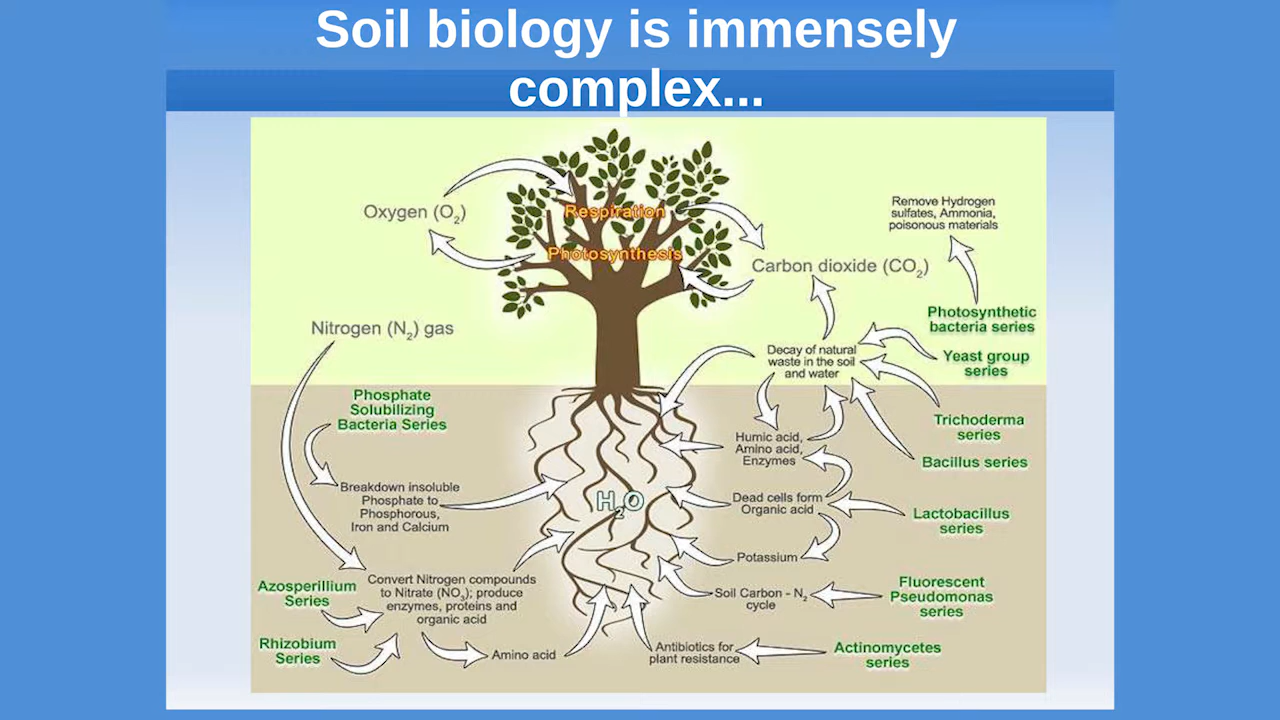 Soil biology is immensely
complex...
Oxygen (O2)
Respiration
Photosynthesis
Remove Hydrogen
sulfates, Ammonia,
poisonous materials
Carbon dioxide (CO2)
Nitrogen (N2) gas
Photosynthetic
bacteria series
Decay of natural
waste in the soil
and water
Yeast group
series
Phosphate
Solubilizing
Bacteria Series
Trichoderma
series
Humic acid,
Amino acid,
Enzymes
Bacillus series
Breakdown insoluble
Phosphate to
Phosphorous,
Iron and Calcium
H2O
Dead cells form
Organic acid
Lactobacillus
series
Potassium
Azosperillium
Series
Convert Nitrogen compounds
to Nitrate (NO3); produce
enzymes, proteins and
organic acid
Soil Carbon - N2
cycle
Fluorescent
Pseudomonas
series
Rhizobium
Series
Amino acid
Antibiotics for
plant resistance
Actinomycetes
series